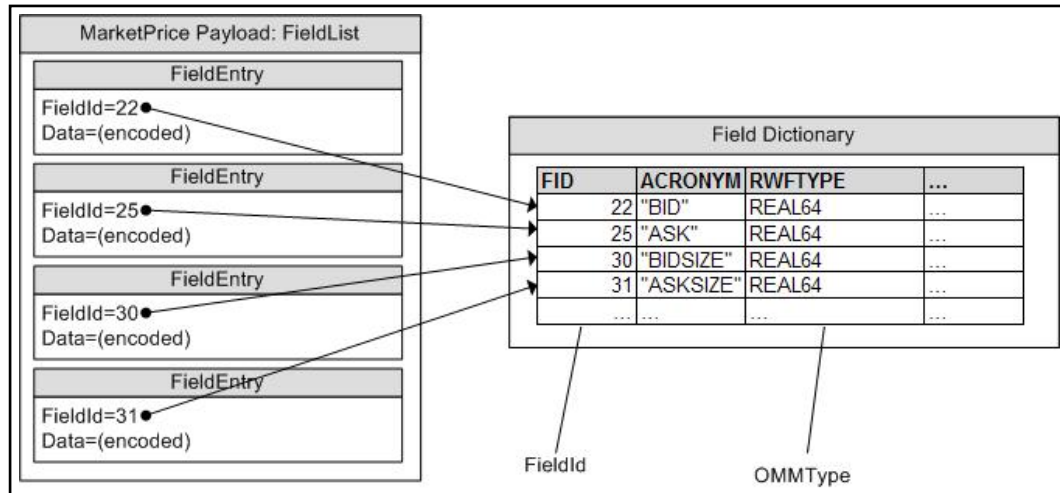 MarketPrice Payload: FieldList
FieldEntry
FieldId=22
Data=(encoded)
FieldEntry
FieldId=25
Data=(encoded)
FieldEntry
FieldId=30
Data=(encoded)
FieldEntry
FieldId=31
Data=(encoded)
Field Dictionary
FID ACRONYM RWFTYPE ...
22 "BID" REAL64 ...
25 "ASK" REAL64 ...
30 "BIDSIZE" REAL64 ...
31 "ASKSIZE" REAL64 ...
... ... ... ...
FieldId
OMMType